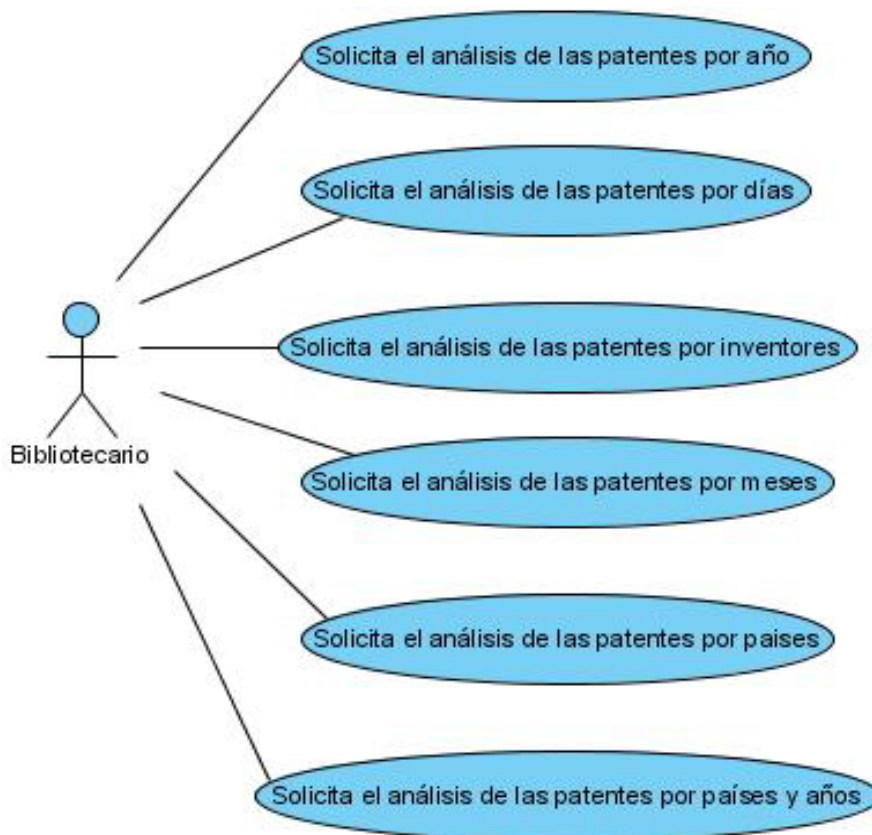 Solicita el análisis de las patentes por año
Solicita el análisis de las patentes por días
Solicita el análisis de las patentes por inventores
Bibliotecario
Solicita el análisis de las patentes por meses
Solicita el análisis de las patentes por paises
Solicita el análisis de las patentes por países y años